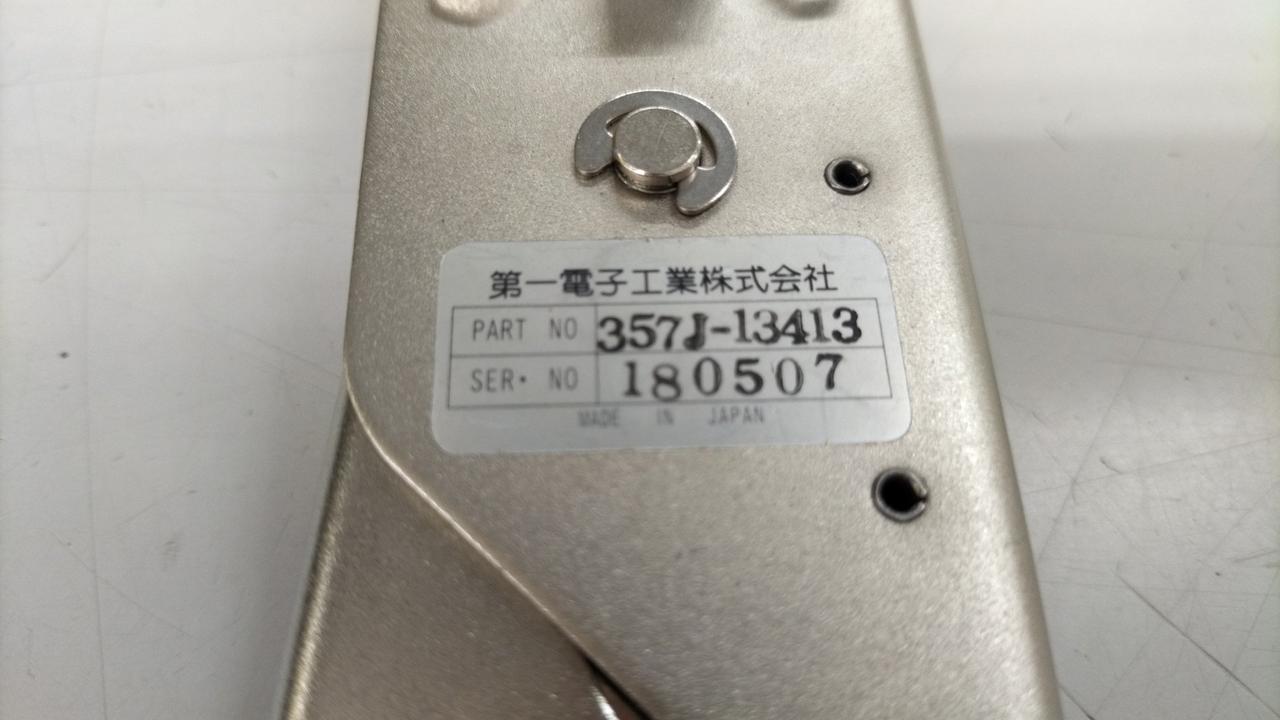 第一電子工業株式会社
PART NO 357J-13413
SER. NO 180507
MADE IN JAPAN